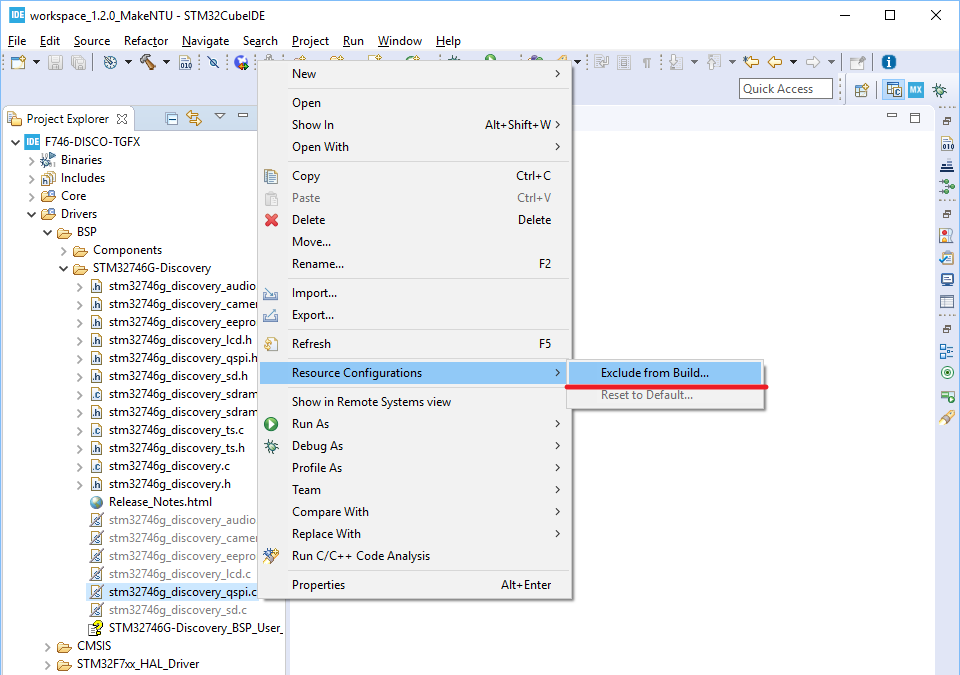 workspace_1.2.0_MakeNTU - STM32CubeIDE
File Edit Source Refactor Navigate Search Project Run Window Help
Quick Access
Project Explorer
F746-DISCO-TGFX
Binaries
Includes
Core
Drivers
BSP
Components
STM32746G-Discovery
stm32746g_discovery_audio
stm32746g_discovery_camer
stm32746g_discovery_eepro
stm32746g_discovery_lcd.h
stm32746g_discovery_qspi.h
stm32746g_discovery_sd.h
stm32746g_discovery_sdram
stm32746g_discovery_sdram
stm32746g_discovery_ts.c
stm32746g_discovery_ts.h
stm32746g_discovery.c
stm32746g_discovery.h
Release_Notes.html
stm32746g_discovery_audio
stm32746g_discovery_camer
stm32746g_discovery_eepro
stm32746g_discovery_lcd.c
stm32746g_discovery_qspi.c
stm32746g_discovery_sd.c
STM32746G-Discovery_BSP_User_
CMSIS
STM32F7xx_HAL_Driver
New
Open
Show In Alt+Shift+W
Open With
Copy Ctrl+C
Paste Ctrl+V
Delete Delete
Move...
Rename... F2
Import...
Export...
Refresh F5
Resource Configurations
Show in Remote Systems view
Run As
Debug As
Profile As
Team
Compare With
Replace With
Run C/C++ Code Analysis
Properties Alt+Enter
Exclude from Build...
Reset to Default...